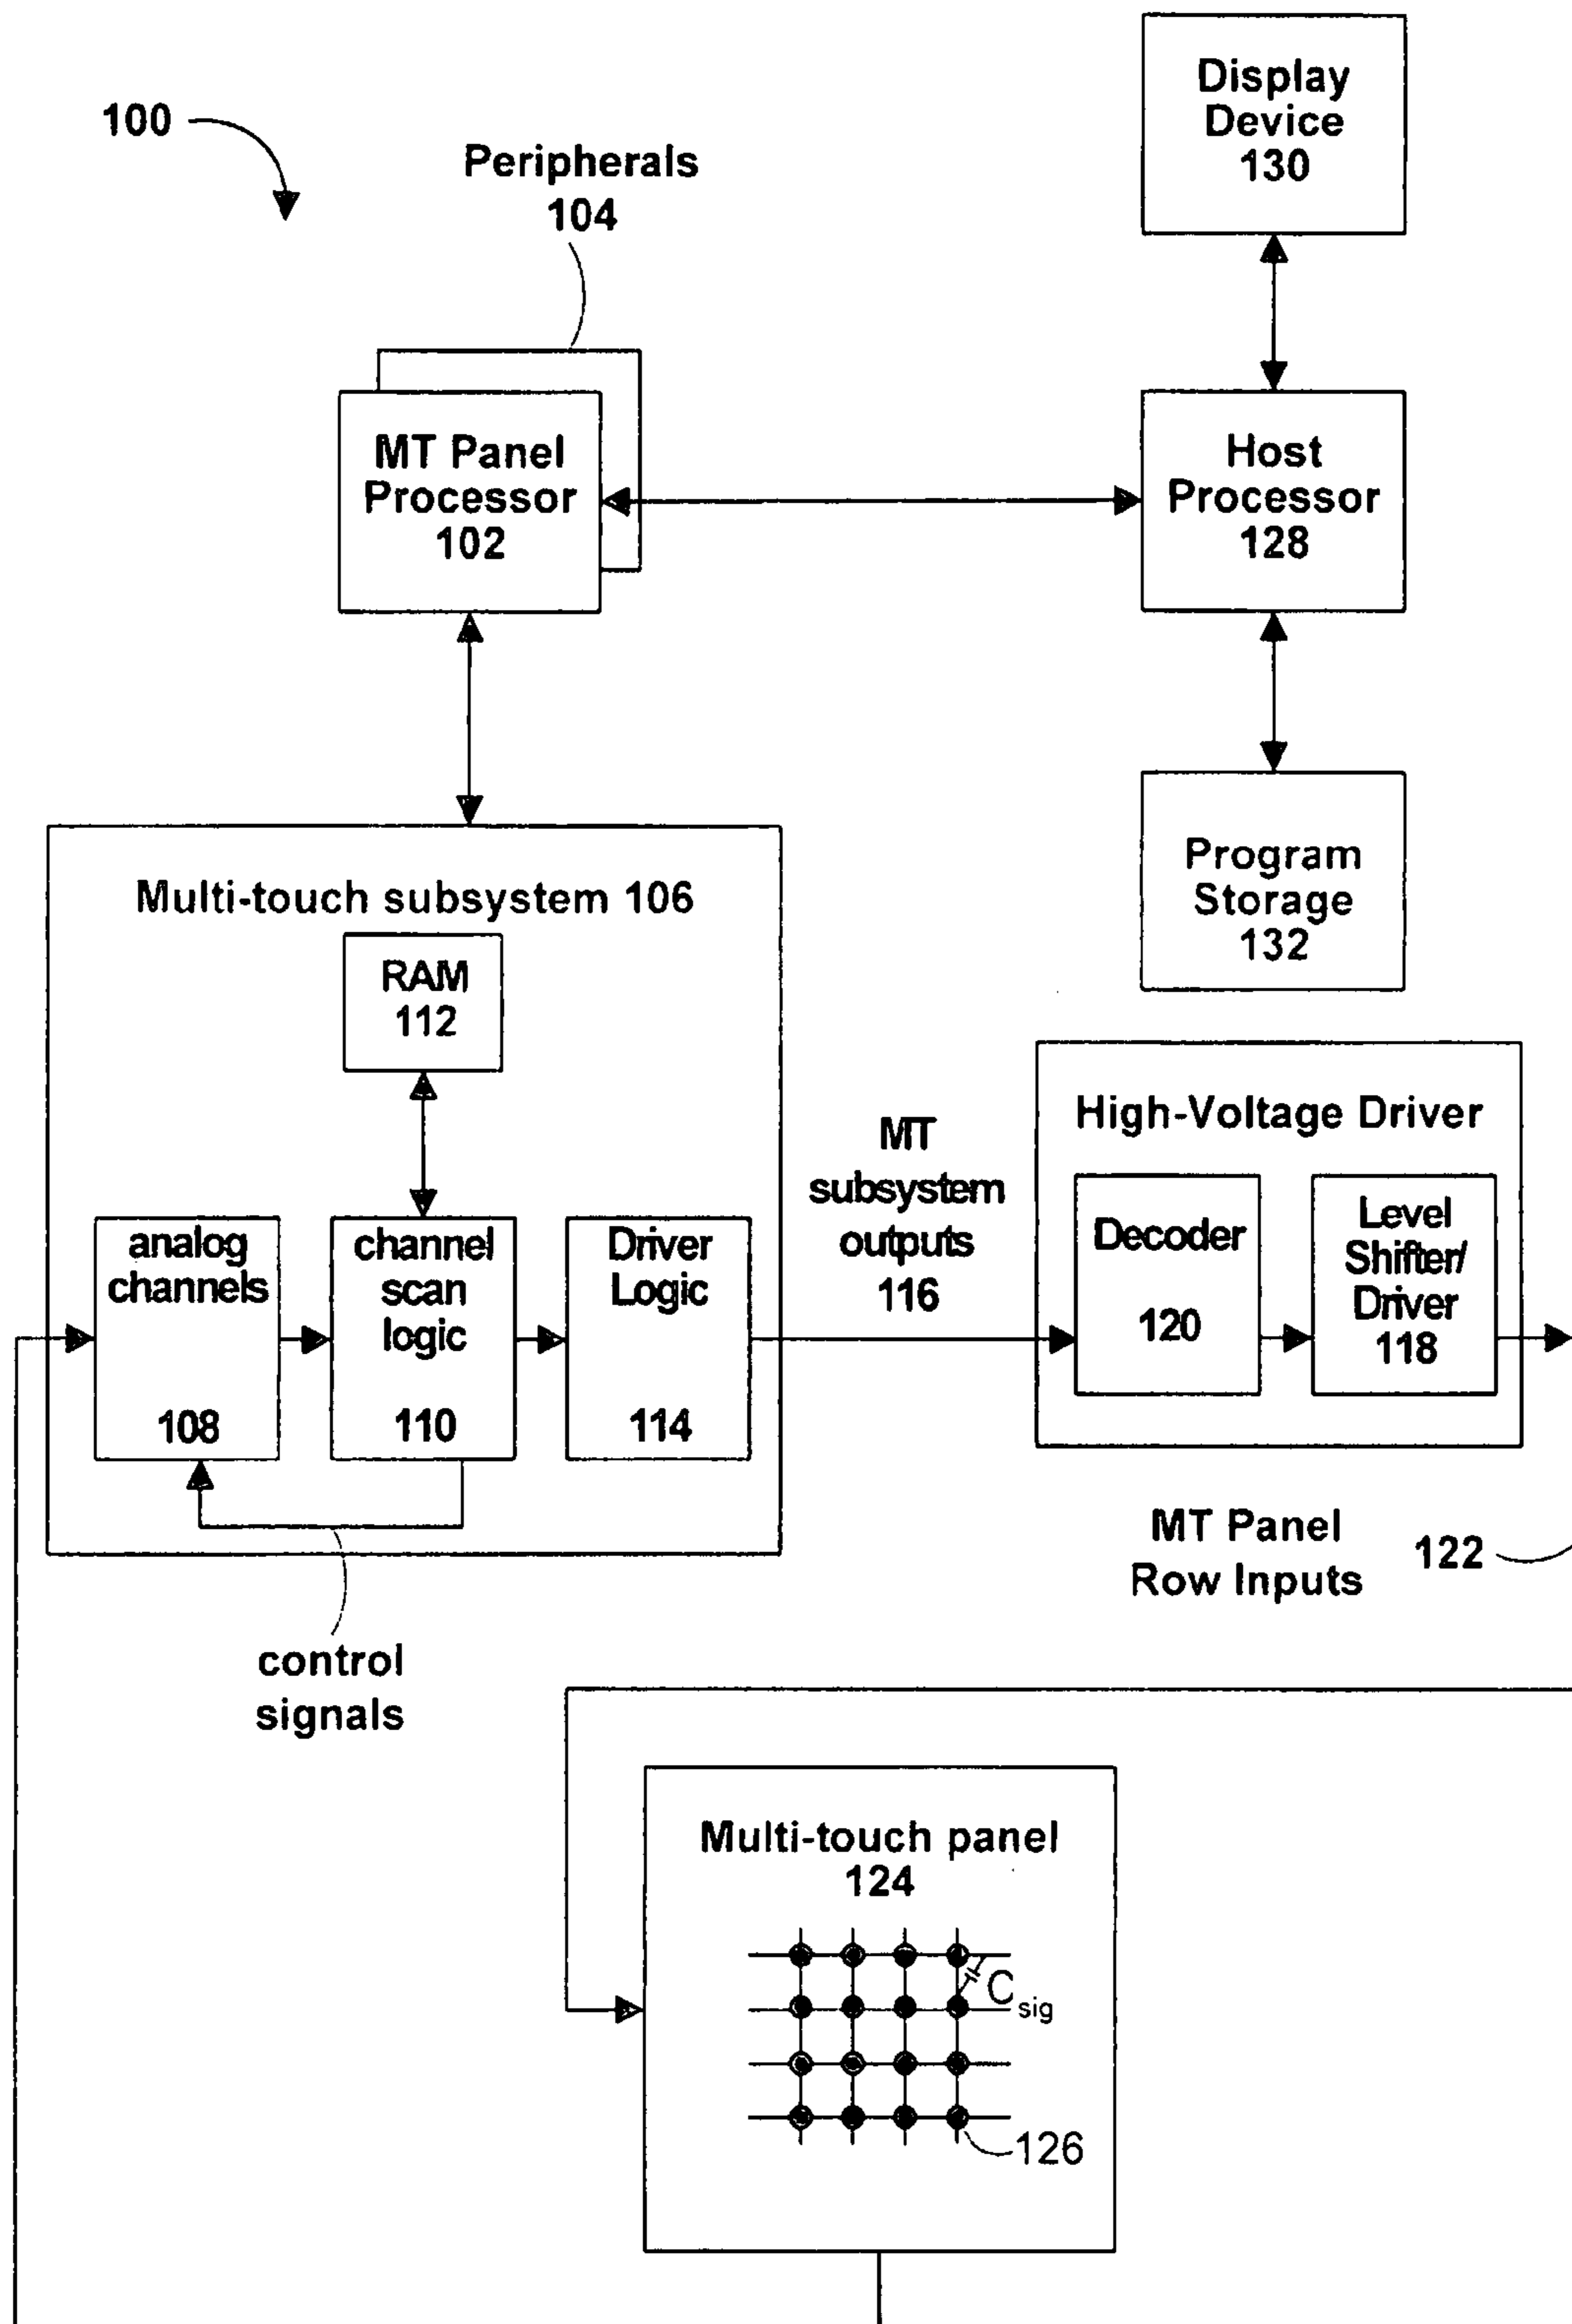 100
Peripherals
104
Display
Device
130
MT Panel
Processor
102
Host
Processor
128
Program
Storage
132
Multi-touch subsystem 106
RAM
112
analog
channels
108
channel
scan
logic
110
Driver
Logic
114
control
signals
MT
subsystem
outputs
116
High-Voltage Driver
Decoder
120
Level
Shifter/
Driver
118
MT Panel
Row Inputs
122
Multi-touch panel
124
Csig
126